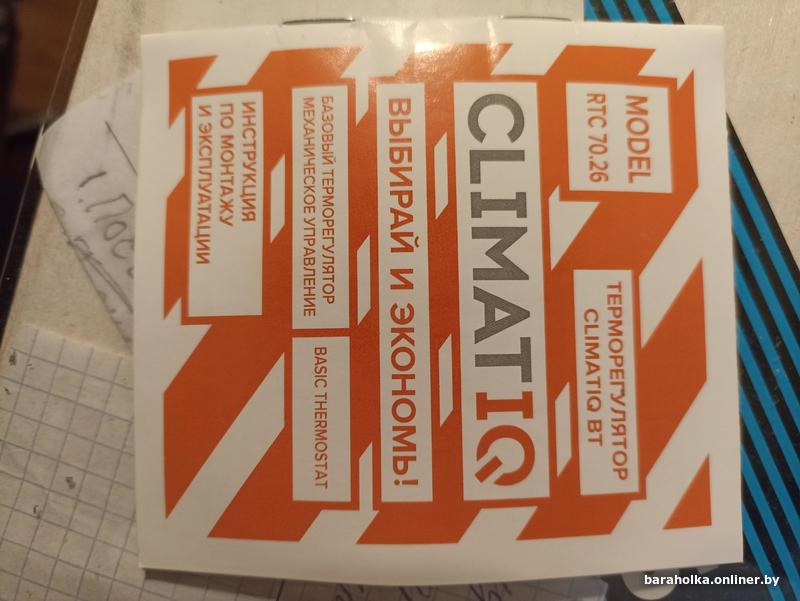 MODEL
RTC 70.26
ТЕРМОРЕГУЛЯТОР
CLIMATIQ BT
CLIMATIQ
ВЫБИРАЙ И ЭКОНОМЬ!
БАЗОВЫЙ ТЕРМОРЕГУЛЯТОР
МЕХАНИЧЕСКОЕ УПРАВЛЕНИЕ
BASIC THERMOSTAT
ИНСТРУКЦИЯ
ПО МОНТАЖУ
И ЭКСПЛУАТАЦИИ
baraholka.onliner.by